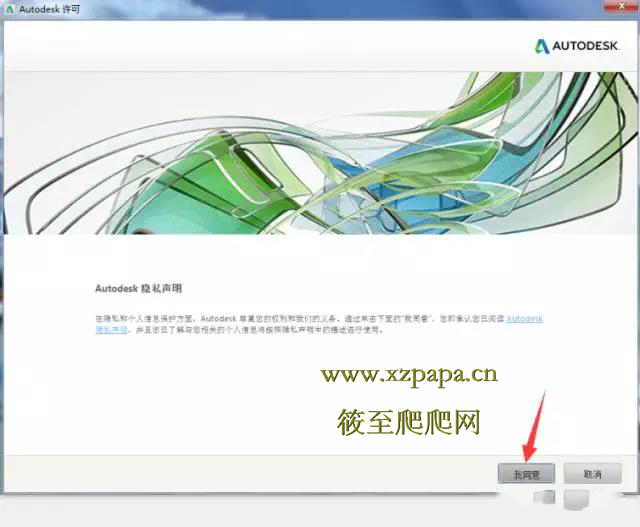 Autodesk 许可
AUTODESK.
Autodesk 隐私声明
在隐私和个人信息保护方面，Autodesk 尊重您的权利和我们的义务。通过单击下面的“我同意”，您即承认您已阅读 Autodesk
隐私声明，并且您已了解与您相关的个人信息将按照隐私声明中的描述进行使用。
www.xzpapa.cn
筱至爬爬网
我同意
取消